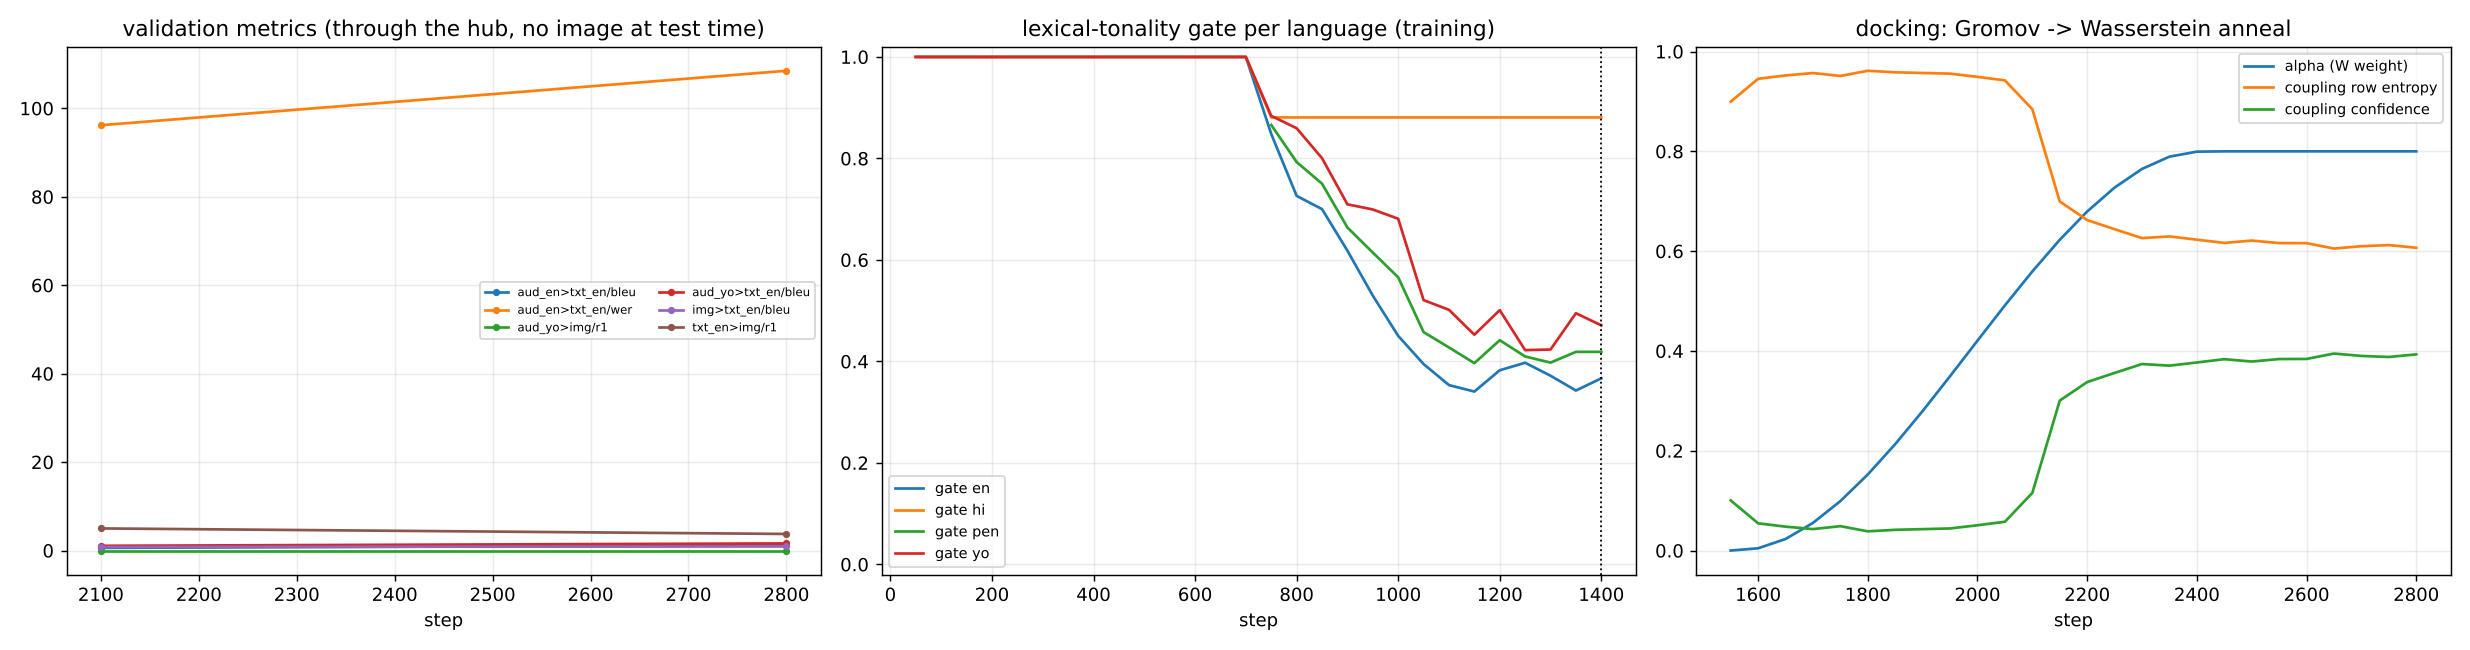 validation metrics (through the hub, no image at test time)
100
80
60
40
20
0
aud_en>txt_en/bleu
aud_en>txt_en/wer
aud_yo>img/r1
aud_yo>txt_en/bleu
img>txt_en/bleu
txt_en>img/r1
2100 2200 2300 2400 2500 2600 2700 2800
step
lexical-tonality gate per language (training)
1.0
0.8
0.6
0.4
0.2
0.0
gate en
gate hi
gate pen
gate yo
0 200 400 600 800 1000 1200 1400
step
docking: Gromov -> Wasserstein anneal
1.0
0.8
0.6
0.4
0.2
0.0
alpha (W weight)
coupling row entropy
coupling confidence
1600 1800 2000 2200 2400 2600 2800
step